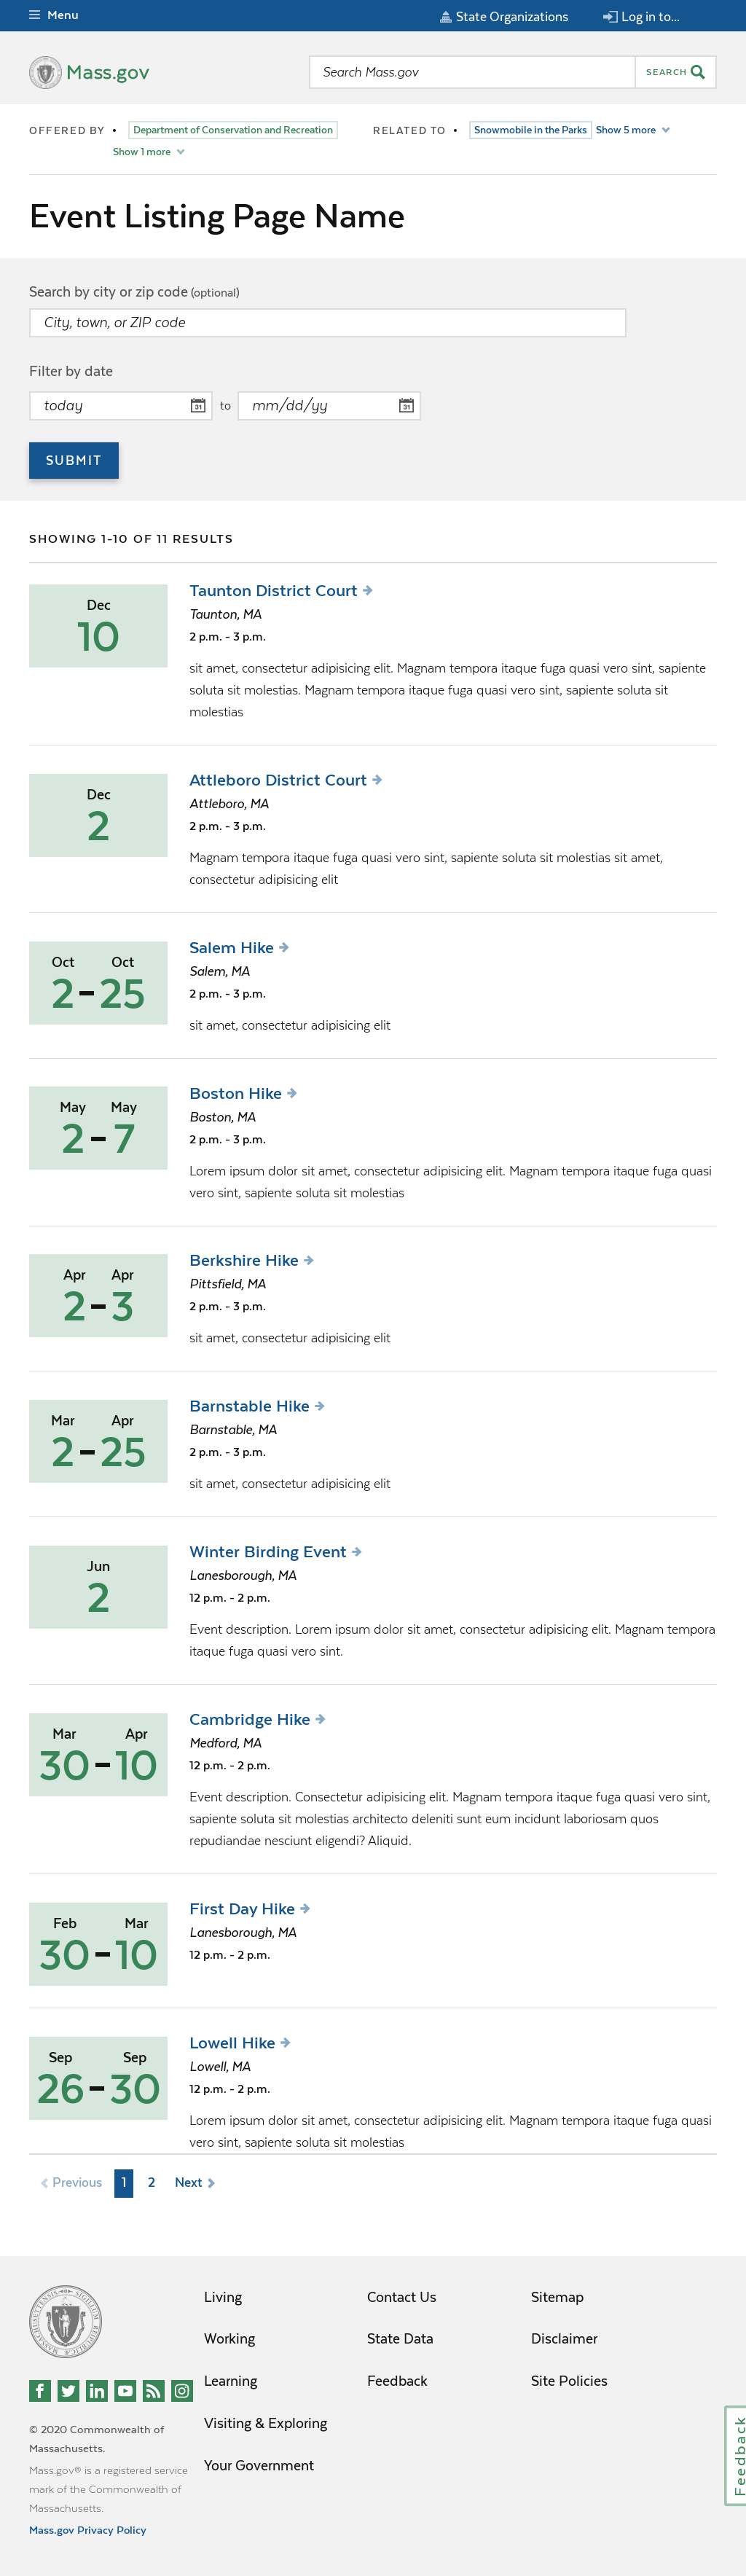 Menu
State Organizations
Log in to...
Mass.gov
Search Mass.gov
SEARCH
OFFERED BY • Department of Conservation and Recreation
Show 1 more
RELATED TO • Snowmobile in the Parks Show 5 more
Event Listing Page Name
Search by city or zip code (optional)
City, town, or ZIP code
Filter by date
today to mm/dd/yy
SUBMIT
SHOWING 1-10 OF 11 RESULTS
Dec
10
Taunton District Court
Taunton, MA
2 p.m. - 3 p.m.
sit amet, consectetur adipisicing elit. Magnam tempora itaque fuga quasi vero sint, sapiente
soluta sit molestias. Magnam tempora itaque fuga quasi vero sint, sapiente soluta sit
molestias
Dec
2
Attleboro District Court
Attleboro, MA
2 p.m. - 3 p.m.
Magnam tempora itaque fuga quasi vero sint, sapiente soluta sit molestias sit amet,
consectetur adipisicing elit
Oct Oct
2 - 25
Salem Hike
Salem, MA
2 p.m. - 3 p.m.
sit amet, consectetur adipisicing elit
May May
2 - 7
Boston Hike
Boston, MA
2 p.m. - 3 p.m.
Lorem ipsum dolor sit amet, consectetur adipisicing elit. Magnam tempora itaque fuga quasi
vero sint, sapiente soluta sit molestias
Apr Apr
2 - 3
Berkshire Hike
Pittsfield, MA
2 p.m. - 3 p.m.
sit amet, consectetur adipisicing elit
Mar Apr
2 - 25
Barnstable Hike
Barnstable, MA
2 p.m. - 3 p.m.
sit amet, consectetur adipisicing elit
Jun
2
Winter Birding Event
Lanesborough, MA
12 p.m. - 2 p.m.
Event description. Lorem ipsum dolor sit amet, consectetur adipisicing elit. Magnam tempora
itaque fuga quasi vero sint.
Mar Apr
30 - 10
Cambridge Hike
Medford, MA
12 p.m. - 2 p.m.
Event description. Consectetur adipisicing elit. Magnam tempora itaque fuga quasi vero sint,
sapiente soluta sit molestias architecto deleniti sunt eum incidunt laboriosam quos
repudiandae nesciunt eligendi? Aliquid.
Feb Mar
30 - 10
First Day Hike
Lanesborough, MA
12 p.m. - 2 p.m.
Sep Sep
26 - 30
Lowell Hike
Lowell, MA
12 p.m. - 2 p.m.
Lorem ipsum dolor sit amet, consectetur adipisicing elit. Magnam tempora itaque fuga quasi
vero sint, sapiente soluta sit molestias
Previous 1 2 Next
Living
Working
Learning
Visiting & Exploring
Your Government
Contact Us
State Data
Feedback
Sitemap
Disclaimer
Site Policies
© 2020 Commonwealth of
Massachusetts.
Mass.gov® is a registered service
mark of the Commonwealth of
Massachusetts.
Mass.gov Privacy Policy
Feedback